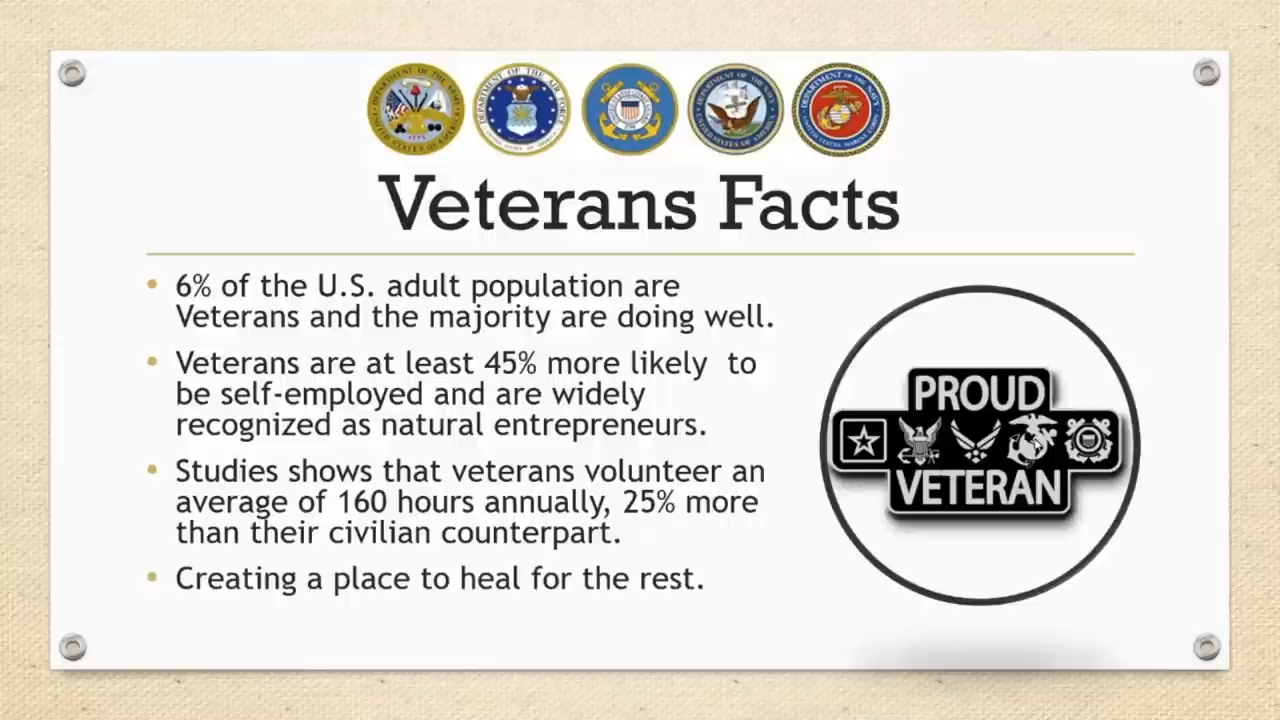 Veterans Facts
• 6% of the U.S. adult population are
Veterans and the majority are doing well.
• Veterans are at least 45% more likely  to
be self-employed and are widely
recognized as natural entrepreneurs.
• Studies shows that veterans volunteer an
average of 160 hours annually, 25% more
than their civilian counterpart.
• Creating a place to heal for the rest.
PROUD
VETERAN